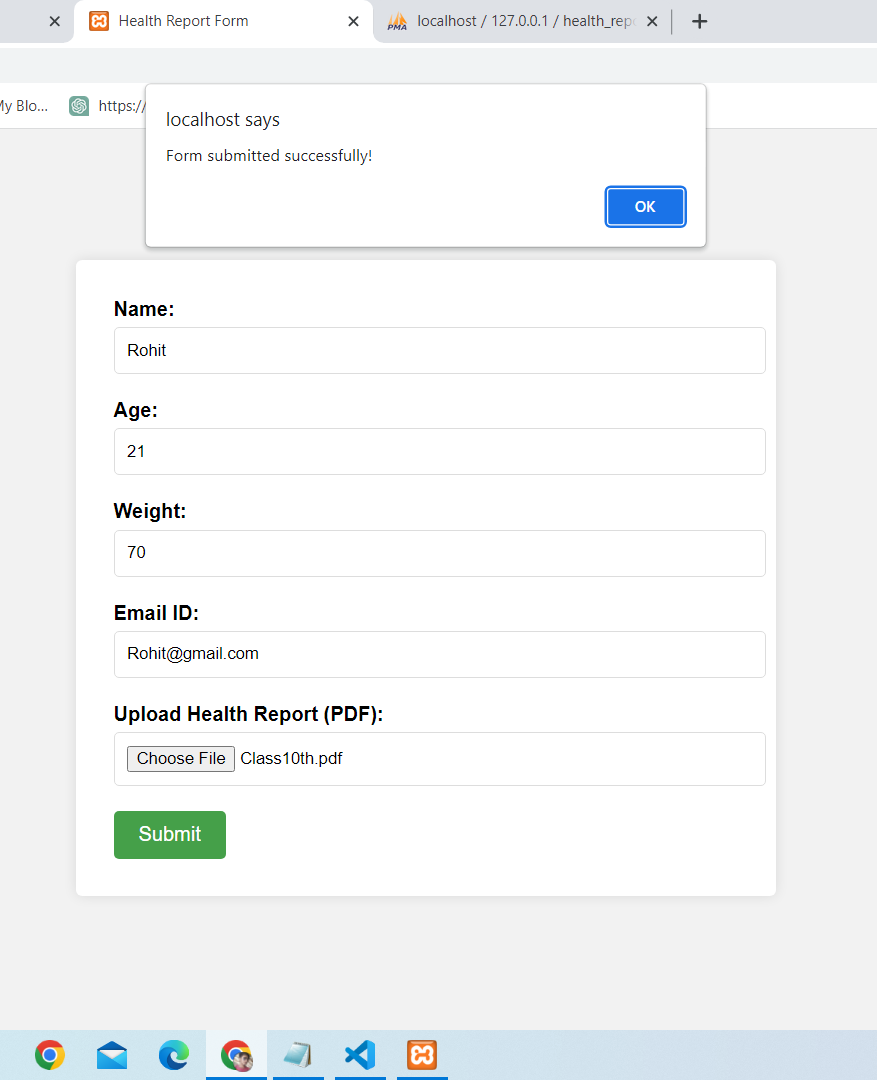 Health Report Form
PMA localhost / 127.0.0.1 / health_rep
My Blo... https://
localhost says
Form submitted successfully!
OK
Name:
Rohit
Age:
21
Weight:
70
Email ID:
Rohit@gmail.com
Upload Health Report (PDF):
Choose File Class10th.pdf
Submit